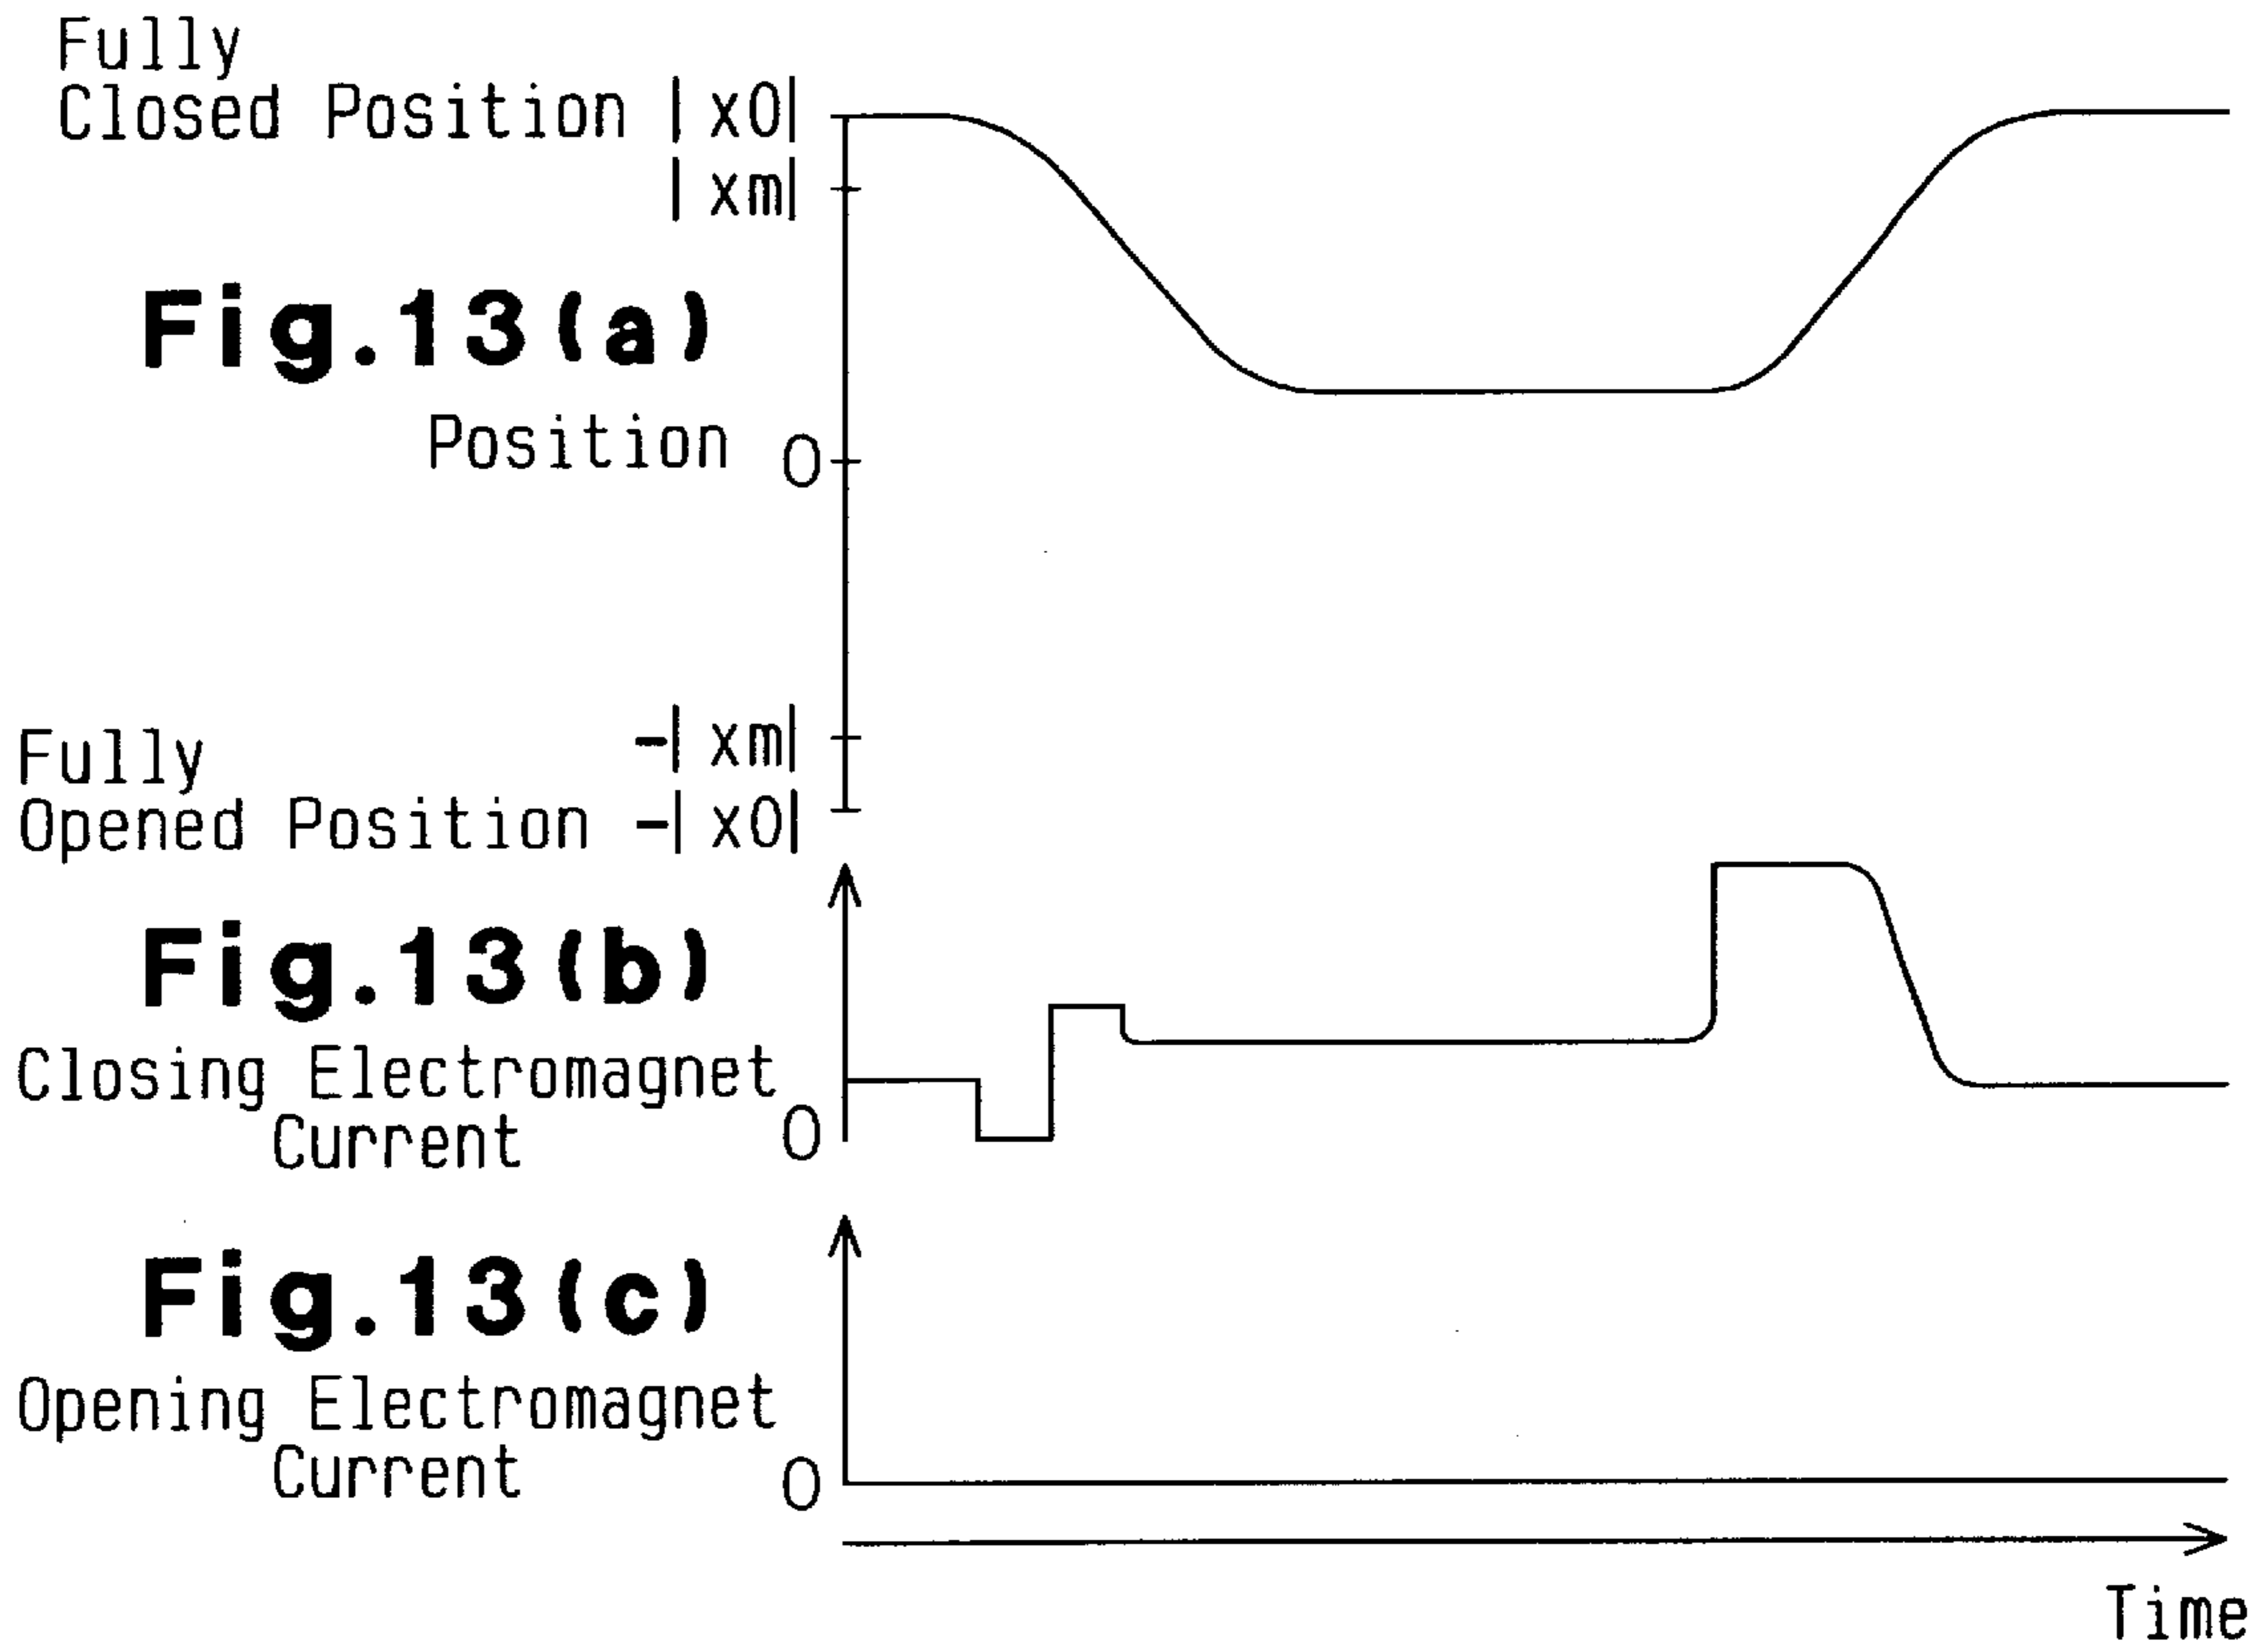 Fully
Closed Position |x0|
|xm|
Fig.13(a)
Position 0
-|xm|
Fully
Opened Position -|x0|
Fig.13(b)
Closing Electromagnet
Current 0
Fig.13(c)
Opening Electromagnet
Current 0
Time